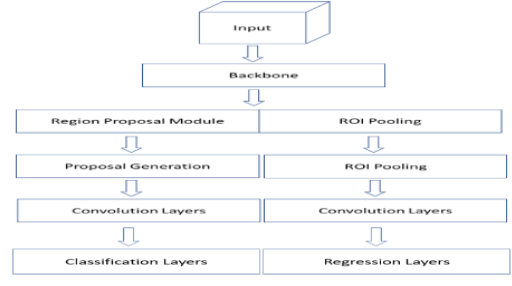 Input
Backbone
Region Proposal Module
ROI Pooling
Proposal Generation
ROI Pooling
Convolution Layers
Convolution Layers
Classification Layers
Regression Layers